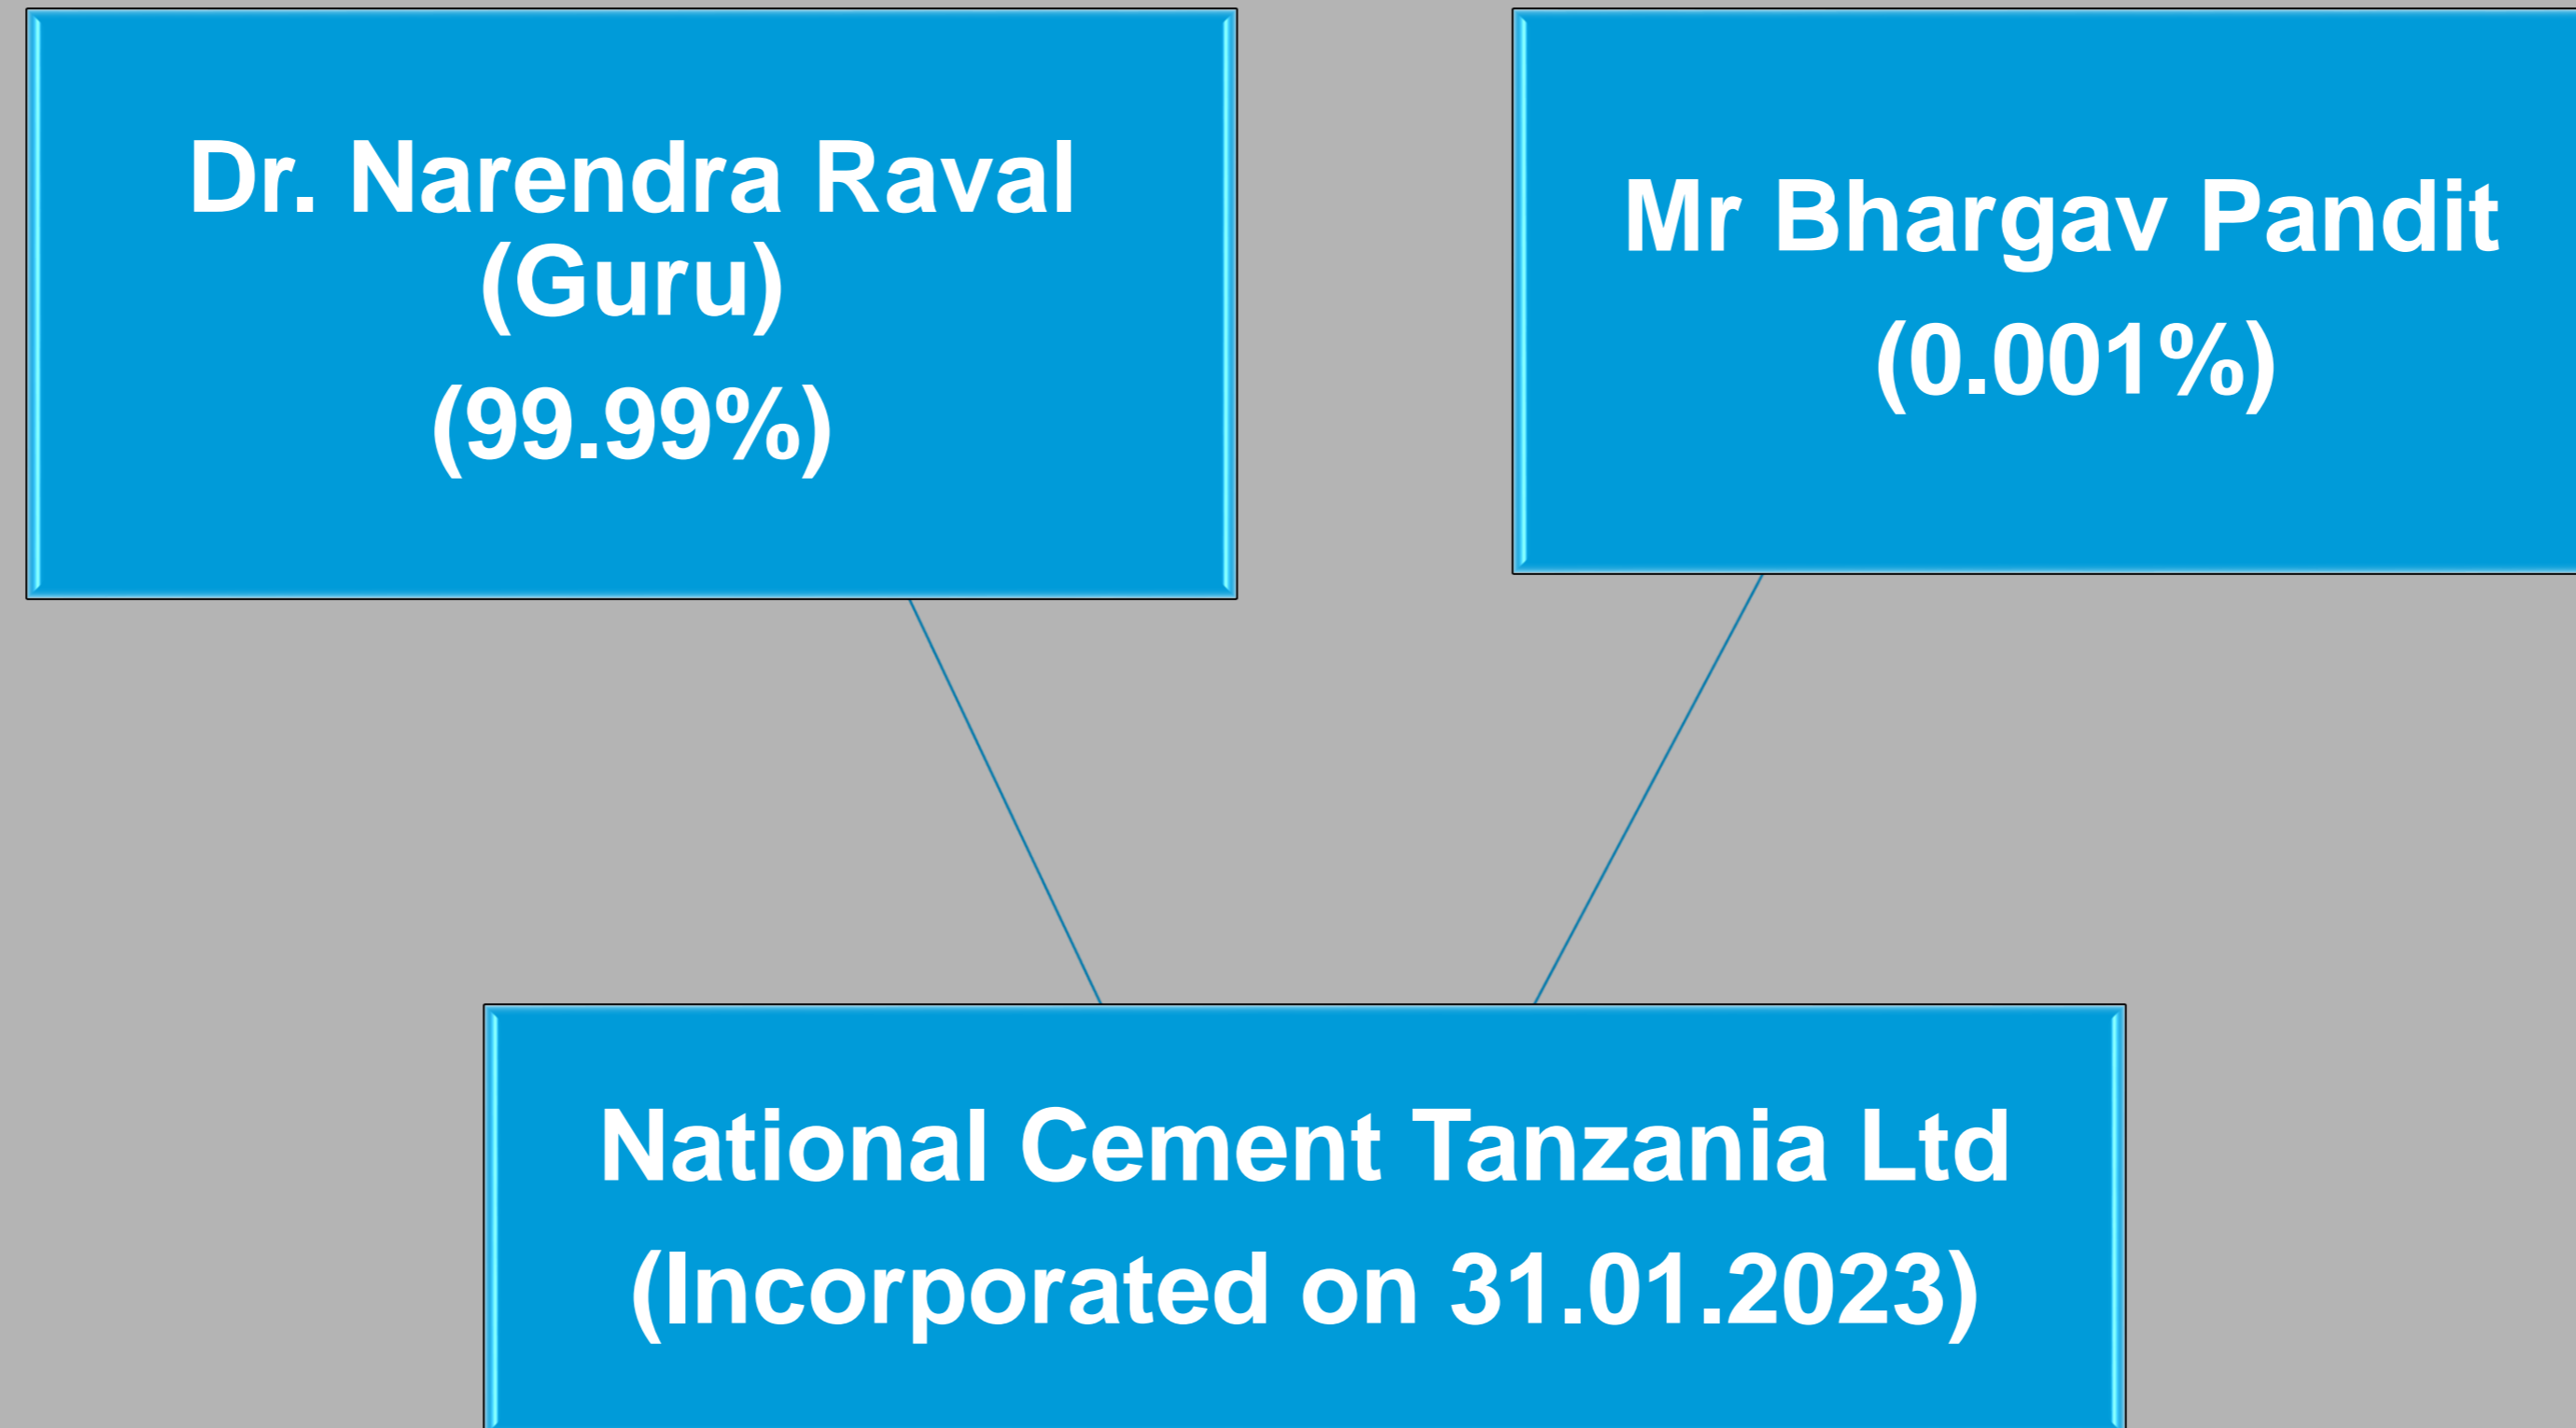 Dr. Narendra Raval
(Guru)
(99.99%)
Mr Bhargav Pandit
(0.001%)
National Cement Tanzania Ltd
(Incorporated on 31.01.2023)